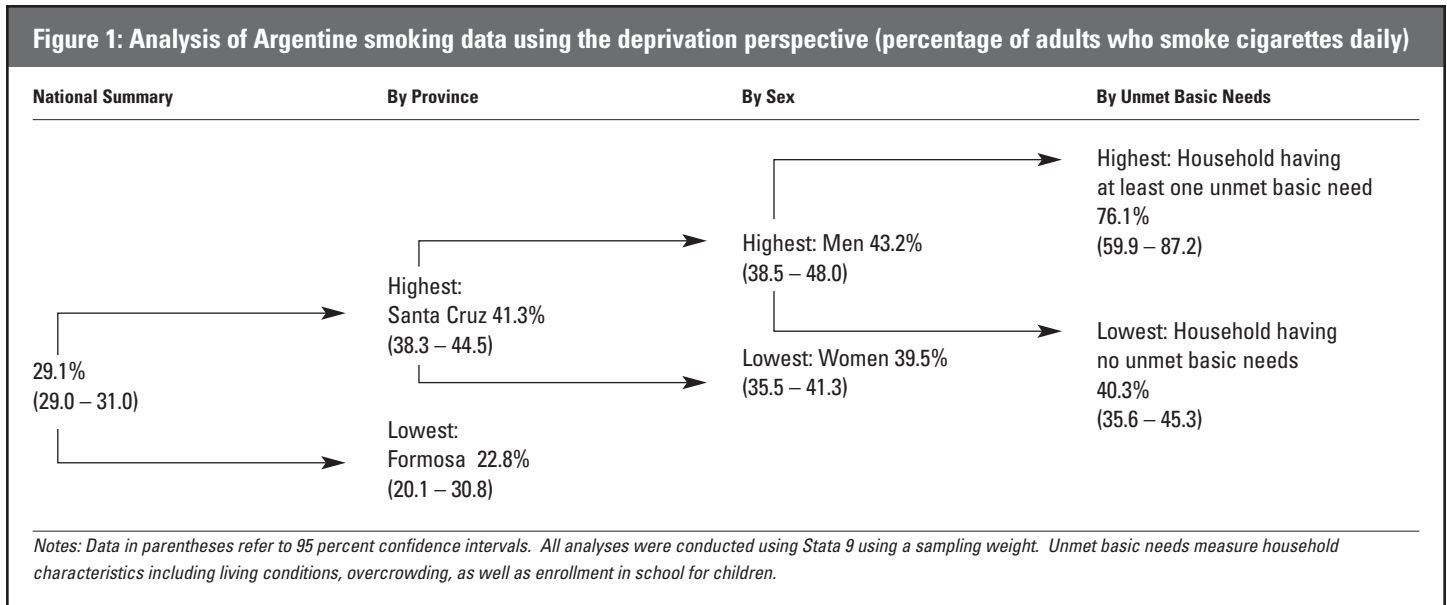 Figure 1: Analysis of Argentine smoking data using the deprivation perspective (percentage of adults who smoke cigarettes daily)
National Summary
By Province
By Sex
By Unmet Basic Needs
29.1%
(29.0 – 31.0)
Highest:
Santa Cruz 41.3%
(38.3 – 44.5)
Lowest:
Formosa 22.8%
(20.1 – 30.8)
Highest: Men 43.2%
(38.5 – 48.0)
Lowest: Women 39.5%
(35.5 – 41.3)
Highest: Household having
at least one unmet basic need
76.1%
(59.9 – 87.2)
Lowest: Household having
no unmet basic needs
40.3%
(35.6 – 45.3)
Notes: Data in parentheses refer to 95 percent confidence intervals. All analyses were conducted using Stata 9 using a sampling weight. Unmet basic needs measure household
characteristics including living conditions, overcrowding, as well as enrollment in school for children.